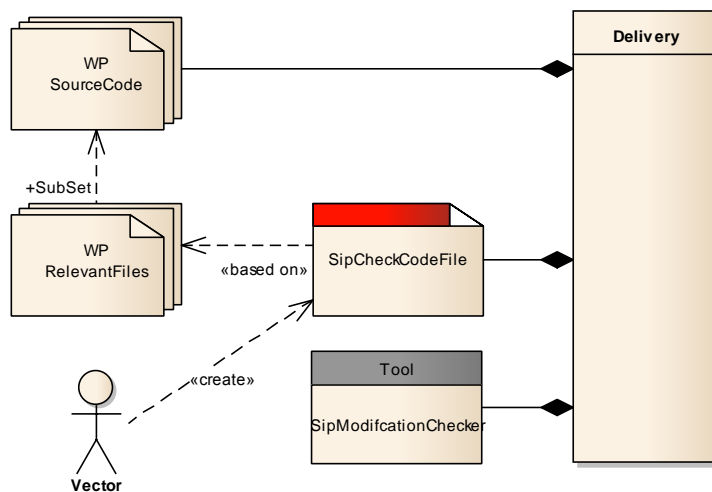 WP
SourceCode
Delivery
+SubSet
WP
RelevantFiles
«based on»
SipCheckCodeFile
«create»
Tool
SipModifcationChecker
Vector